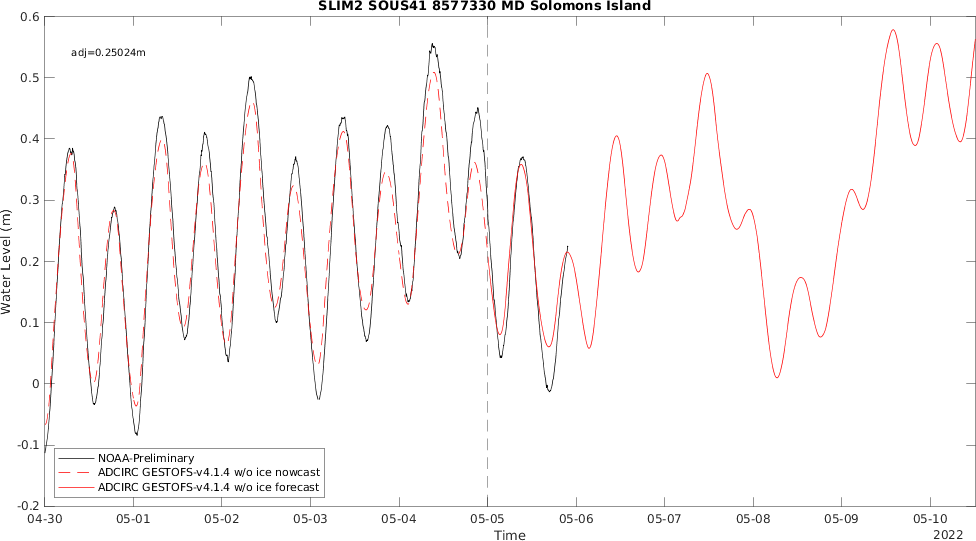 SLIM2 SOUS41 8577330 MD Solomons Island
adj=0.25024m
0.6
0.5
0.4
0.3
0.2
0.1
0
-0.1
-0.2
Water Level (m)
NOAA-Preliminary
ADCIRC GESTOFS-v4.1.4 w/o ice nowcast
ADCIRC GESTOFS-v4.1.4 w/o ice forecast
04-30 05-01 05-02 05-03 05-04 05-05 05-06 05-07 05-08 05-09 05-10
Time
2022